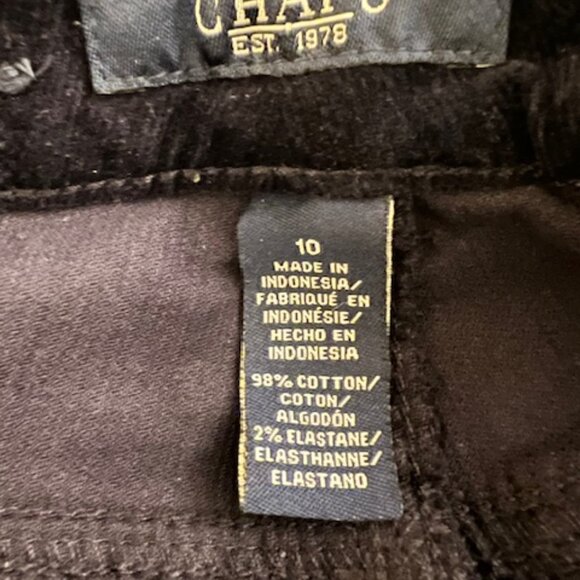 CHAPS
EST. 1978
10
MADE IN
INDONESIA/
FABRIQUÉ EN
INDONÉSIE/
HECHO EN
INDONESIA
98% COTTON/
COTON/
ALGODÓN
2% ELASTANE/
ELASTHANNE/
ELASTANO